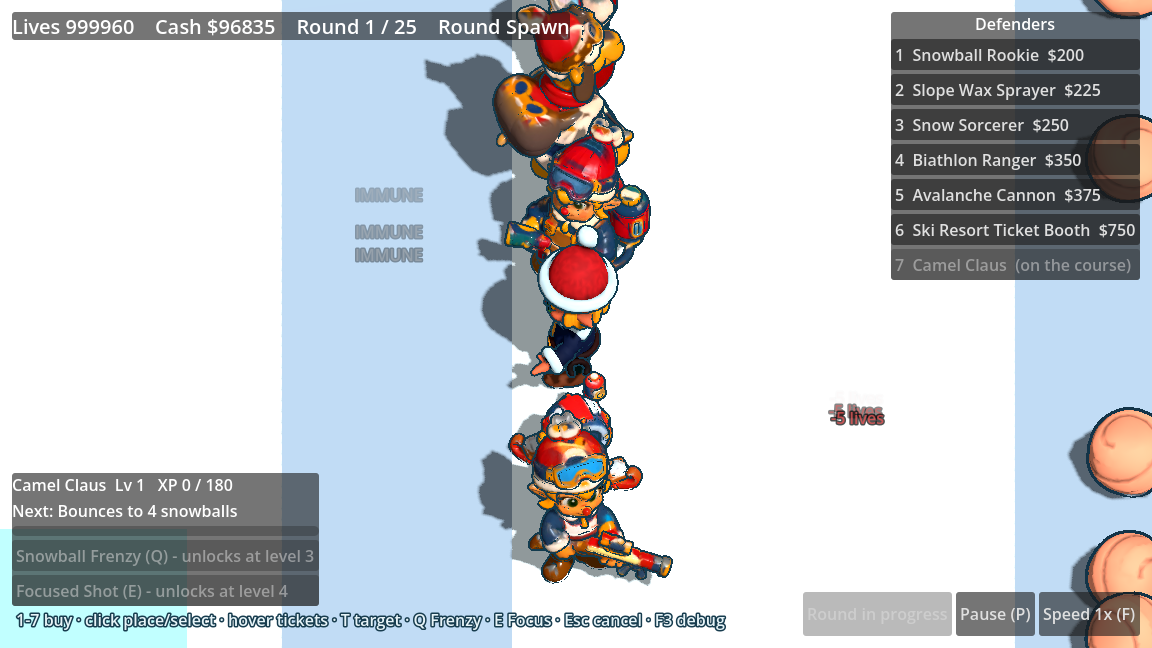 Lives 999960 Cash $96835 Round 1 / 25 Round Spawn
Defenders
1 Snowball Rookie $200
2 Slope Wax Sprayer $225
3 Snow Sorcerer $250
4 Biathlon Ranger $350
5 Avalanche Cannon $375
6 Ski Resort Ticket Booth $750
7 Camel Claus (on the course)
IMMUNE
IMMUNE
IMMUNE
-5 lives
-5 lives
Camel Claus Lv 1 XP 0 / 180
Next: Bounces to 4 snowballs
Snowball Frenzy (Q) - unlocks at level 3
Focused Shot (E) - unlocks at level 4
1-7 buy · click place/select · hover tickets · T target · Q Frenzy · E Focus · Esc cancel · F3 debug
Round in progress
Pause (P)
Speed 1x (F)